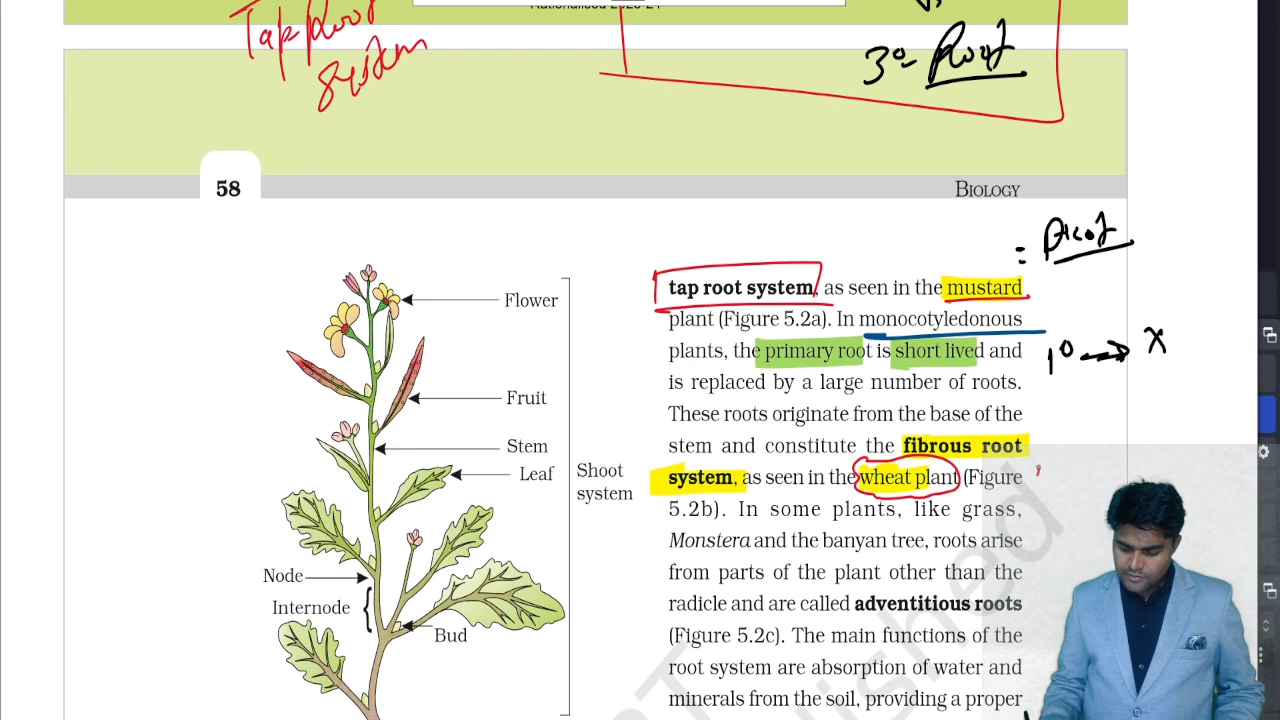 Rationalised 2023-24
Tap Root
System
3° Root
58
BIOLOGY
= Dicot
Flower
Fruit
Stem
Leaf
Shoot
system
Node
Internode
Bud
tap root system, as seen in the mustard
plant (Figure 5.2a). In monocotyledonous
plants, the primary root is short lived and
is replaced by a large number of roots.
These roots originate from the base of the
stem and constitute the fibrous root
system, as seen in the wheat plant (Figure
5.2b). In some plants, like grass,
Monstera and the banyan tree, roots arise
from parts of the plant other than the
radicle and are called adventitious roots
(Figure 5.2c). The main functions of the
root system are absorption of water and
minerals from the soil, providing a proper
1° → X